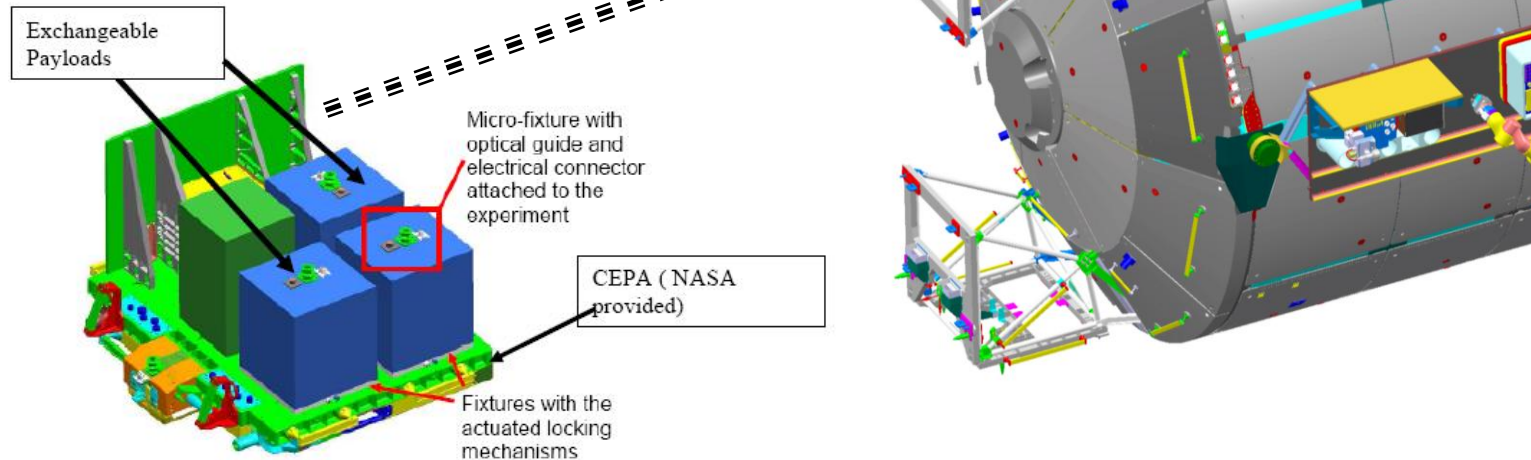 Exchangeable
Payloads
Micro-fixture with
optical guide and
electrical connector
attached to the
experiment
CEPA ( NASA
provided)
Fixtures with the
actuated locking
mechanisms